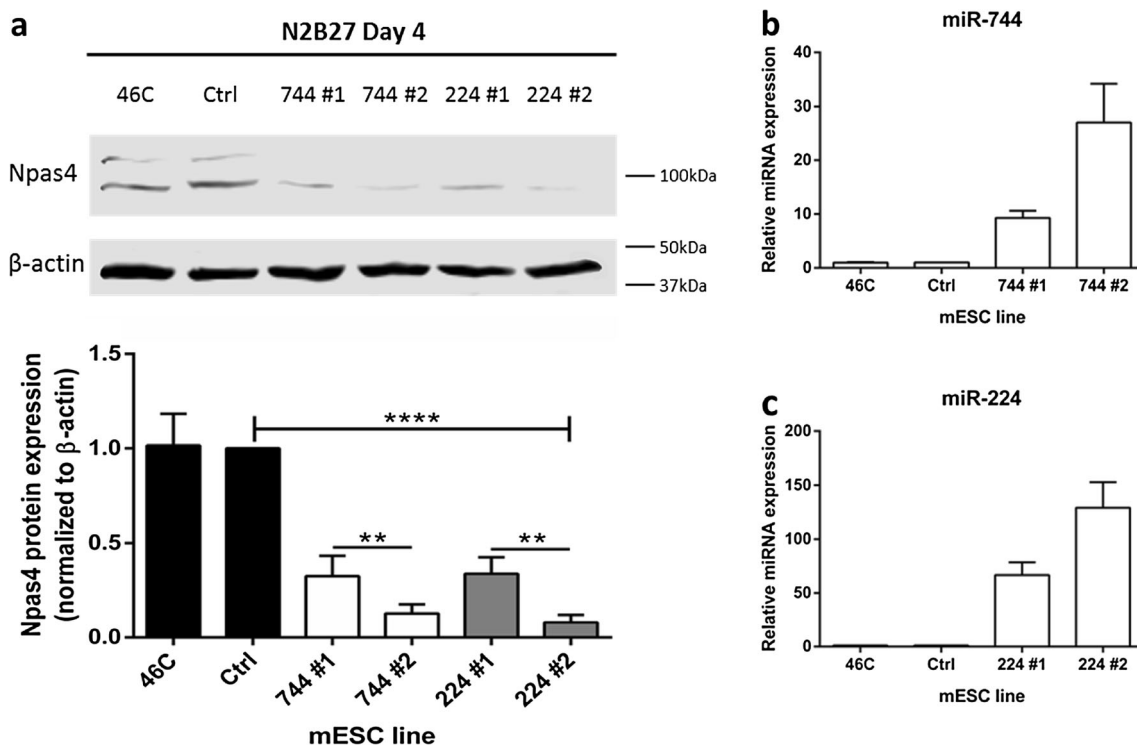 a
N2B27 Day 4
46C Ctrl 744 #1 744 #2 224 #1 224 #2
Npas4
100kDa
β-actin
50kDa
37kDa
Npas4 protein expression
(normalized to β-actin)
1.5
1.0
0.5
0.0
****
** **
46C Ctrl 744 #1 744 #2 224 #1 224 #2
mESC line
b
miR-744
Relative miRNA expression
40
30
20
10
0
46C Ctrl 744 #1 744 #2
mESC line
c
miR-224
Relative miRNA expression
200
150
100
50
0
46C Ctrl 224 #1 224 #2
mESC line